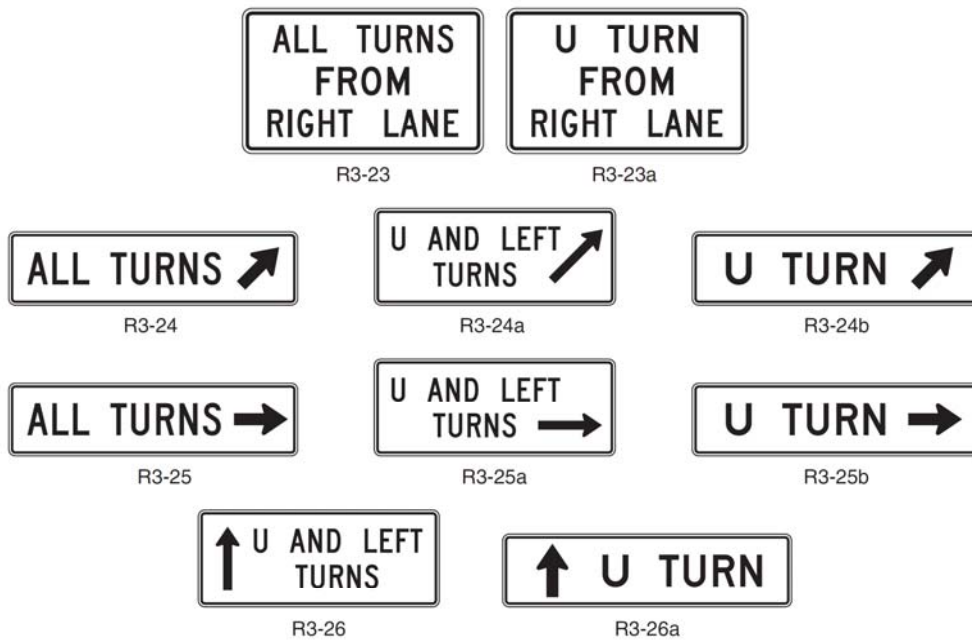 ALL TURNS
FROM
RIGHT LANE
R3-23
U TURN
FROM
RIGHT LANE
R3-23a
ALL TURNS
R3-24
U AND LEFT
TURNS
R3-24a
U TURN
R3-24b
ALL TURNS
R3-25
U AND LEFT
TURNS
R3-25a
U TURN
R3-25b
U AND LEFT
TURNS
R3-26
U TURN
R3-26a